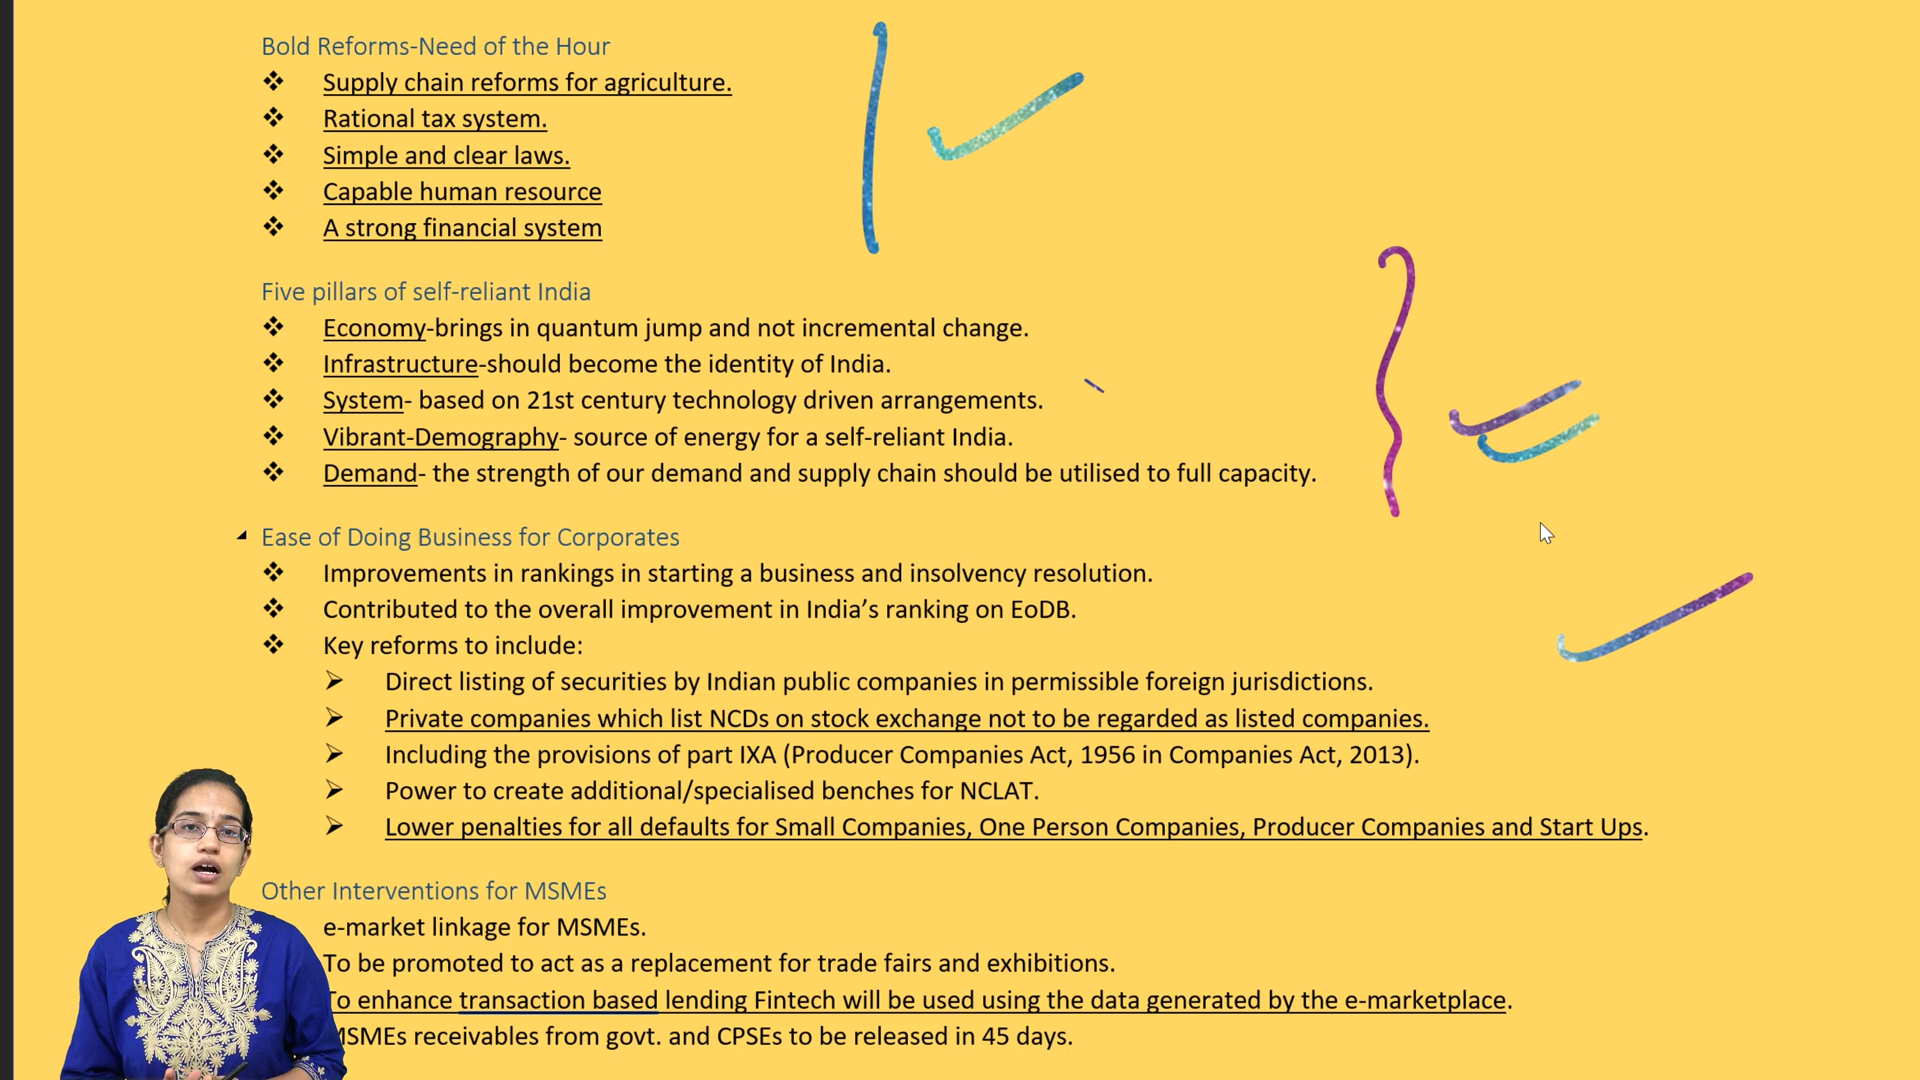 Bold Reforms-Need of the Hour
❖ Supply chain reforms for agriculture.
❖ Rational tax system.
❖ Simple and clear laws.
❖ Capable human resource
❖ A strong financial system
Five pillars of self-reliant India
❖ Economy-brings in quantum jump and not incremental change.
❖ Infrastructure-should become the identity of India.
❖ System- based on 21st century technology driven arrangements.
❖ Vibrant-Demography- source of energy for a self-reliant India.
❖ Demand- the strength of our demand and supply chain should be utilised to full capacity.
Ease of Doing Business for Corporates
❖ Improvements in rankings in starting a business and insolvency resolution.
❖ Contributed to the overall improvement in India’s ranking on EoDB.
❖ Key reforms to include:
➢ Direct listing of securities by Indian public companies in permissible foreign jurisdictions.
➢ Private companies which list NCDs on stock exchange not to be regarded as listed companies.
➢ Including the provisions of part IXA (Producer Companies Act, 1956 in Companies Act, 2013).
➢ Power to create additional/specialised benches for NCLAT.
➢ Lower penalties for all defaults for Small Companies, One Person Companies, Producer Companies and Start Ups.
Other Interventions for MSMEs
e-market linkage for MSMEs.
To be promoted to act as a replacement for trade fairs and exhibitions.
To enhance transaction based lending Fintech will be used using the data generated by the e-marketplace.
MSMEs receivables from govt. and CPSEs to be released in 45 days.